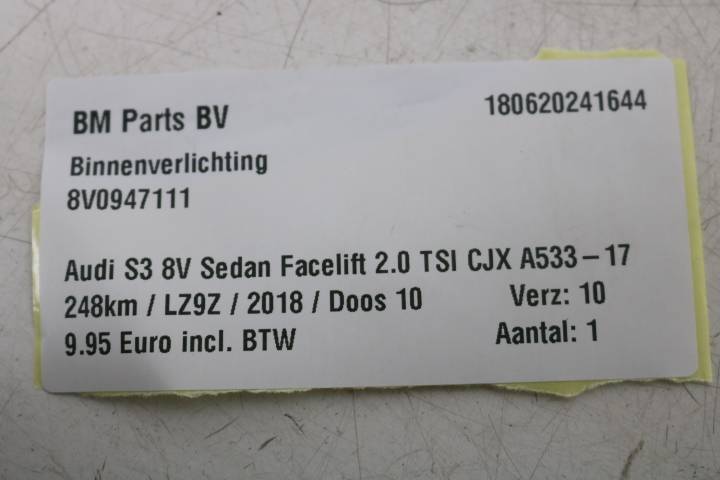 BM Parts BV 180620241644
Binnenverlichting
8V0947111
Audi S3 8V Sedan Facelift 2.0 TSI CJX A533-17
248km / LZ9Z / 2018 / Doos 10 Verz: 10
9.95 Euro incl. BTW Aantal: 1